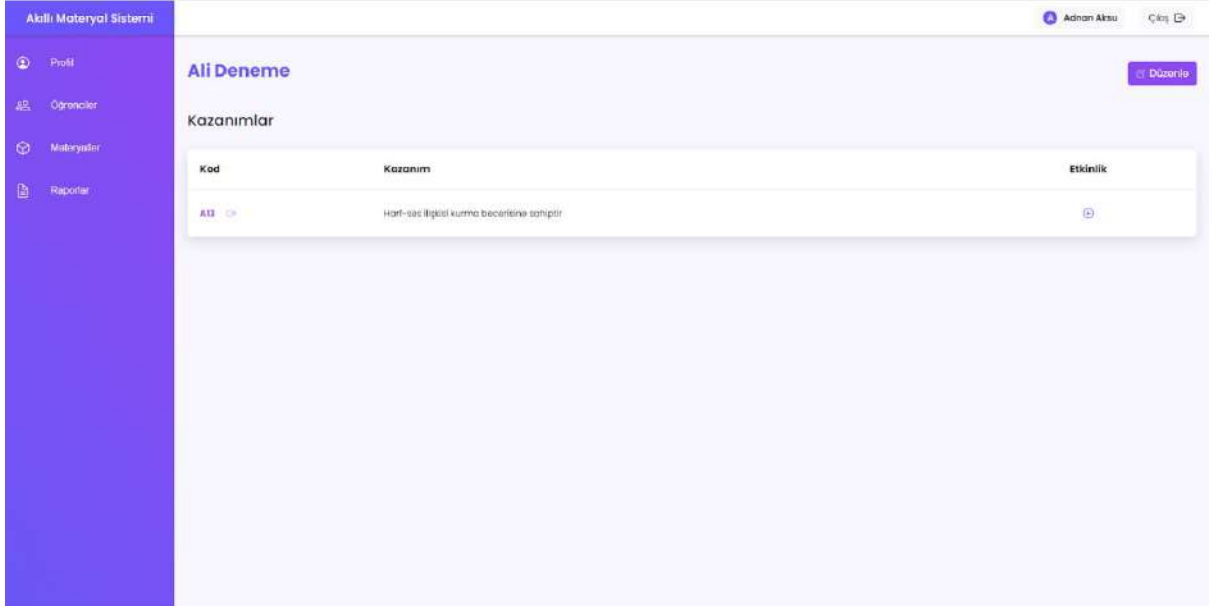 Akıllı Materyal Sistemi
A Adnan Aksu Çıkış
Profil
Öğrenciler
Materyaller
Raporlar
Ali Deneme
Düzenle
Kazanımlar
Kod Kazanım Etkinlik
A13 Harf-ses ilişkisi kurma becerisine sahiptir